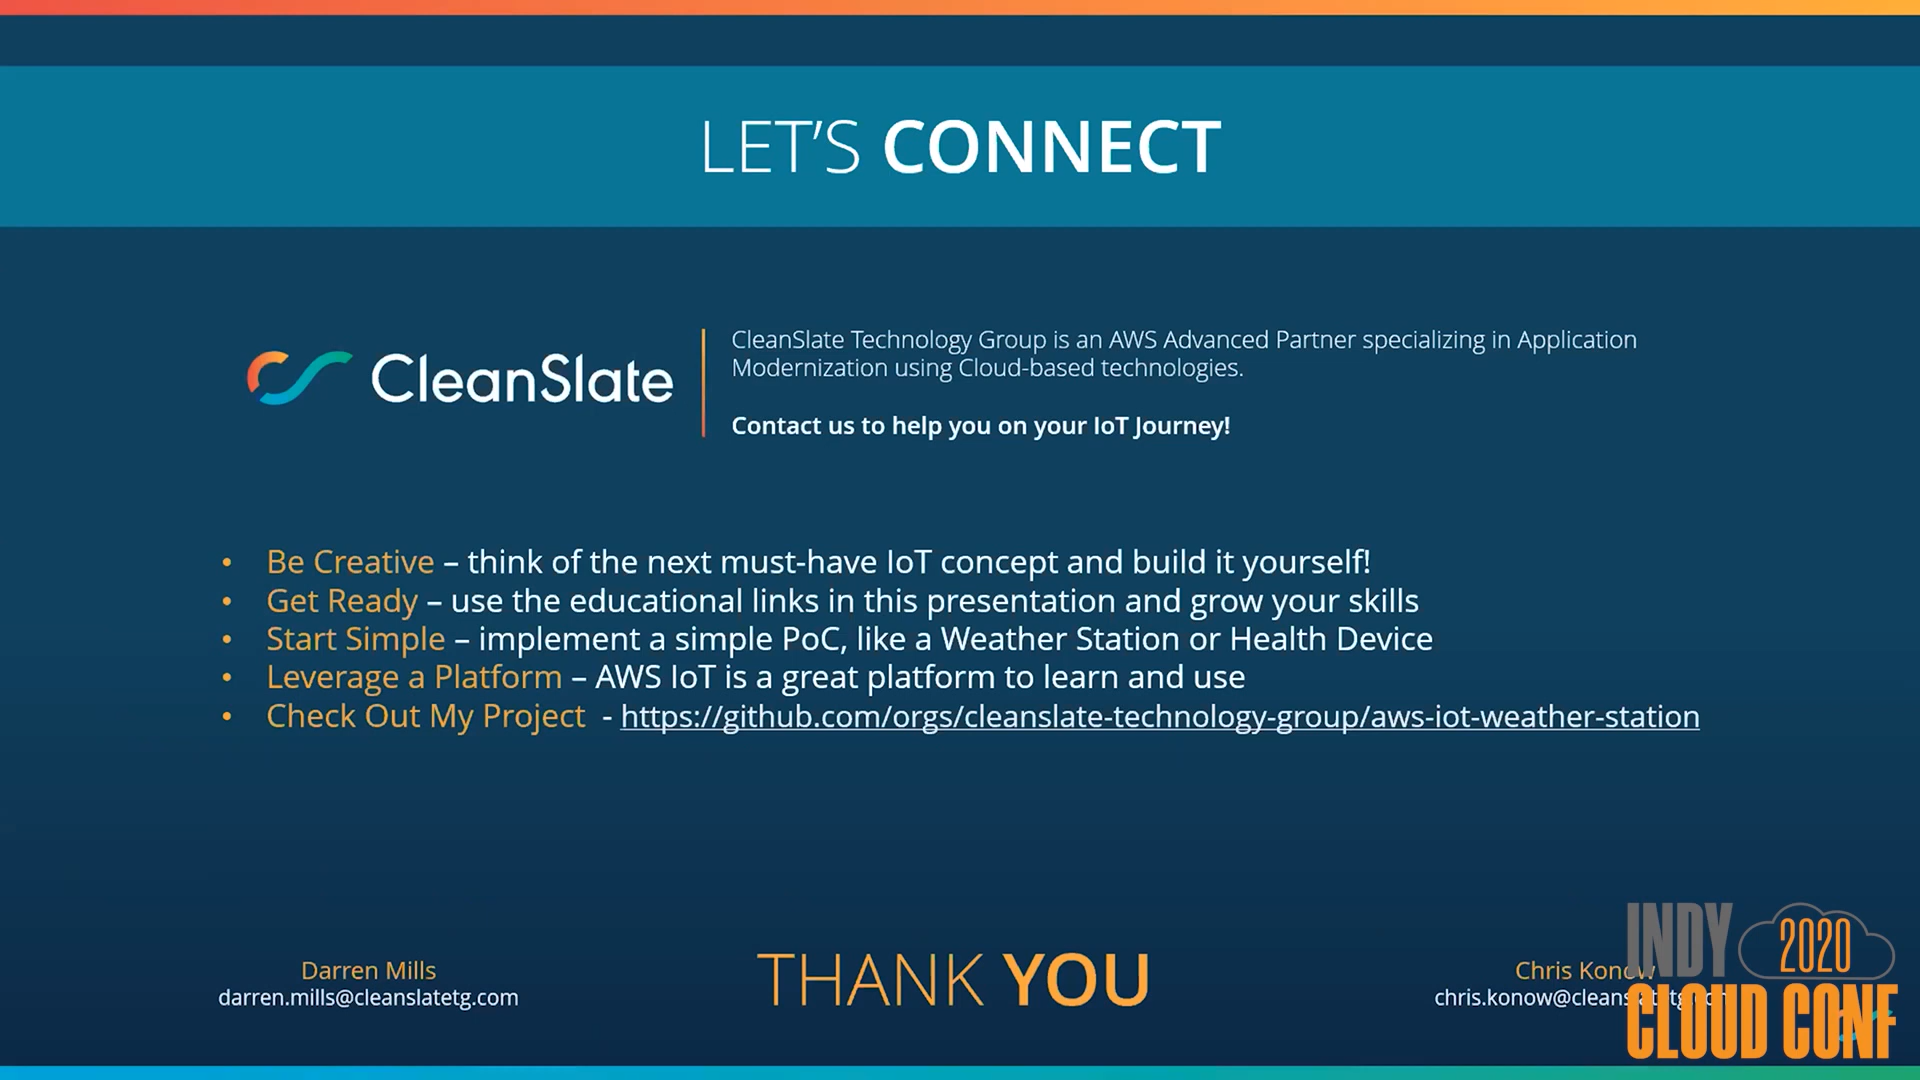 LET'S CONNECT
CleanSlate
CleanSlate Technology Group is an AWS Advanced Partner specializing in Application
Modernization using Cloud-based technologies.
Contact us to help you on your IoT Journey!
• Be Creative – think of the next must-have IoT concept and build it yourself!
• Get Ready – use the educational links in this presentation and grow your skills
• Start Simple – implement a simple PoC, like a Weather Station or Health Device
• Leverage a Platform – AWS IoT is a great platform to learn and use
• Check Out My Project - https://github.com/orgs/cleanslate-technology-group/aws-iot-weather-station
Darren Mills
darren.mills@cleanslatetg.com
THANK YOU
Chris Konow
chris.konow@cleanslatetg.com
INDY 2020
CLOUD CONF